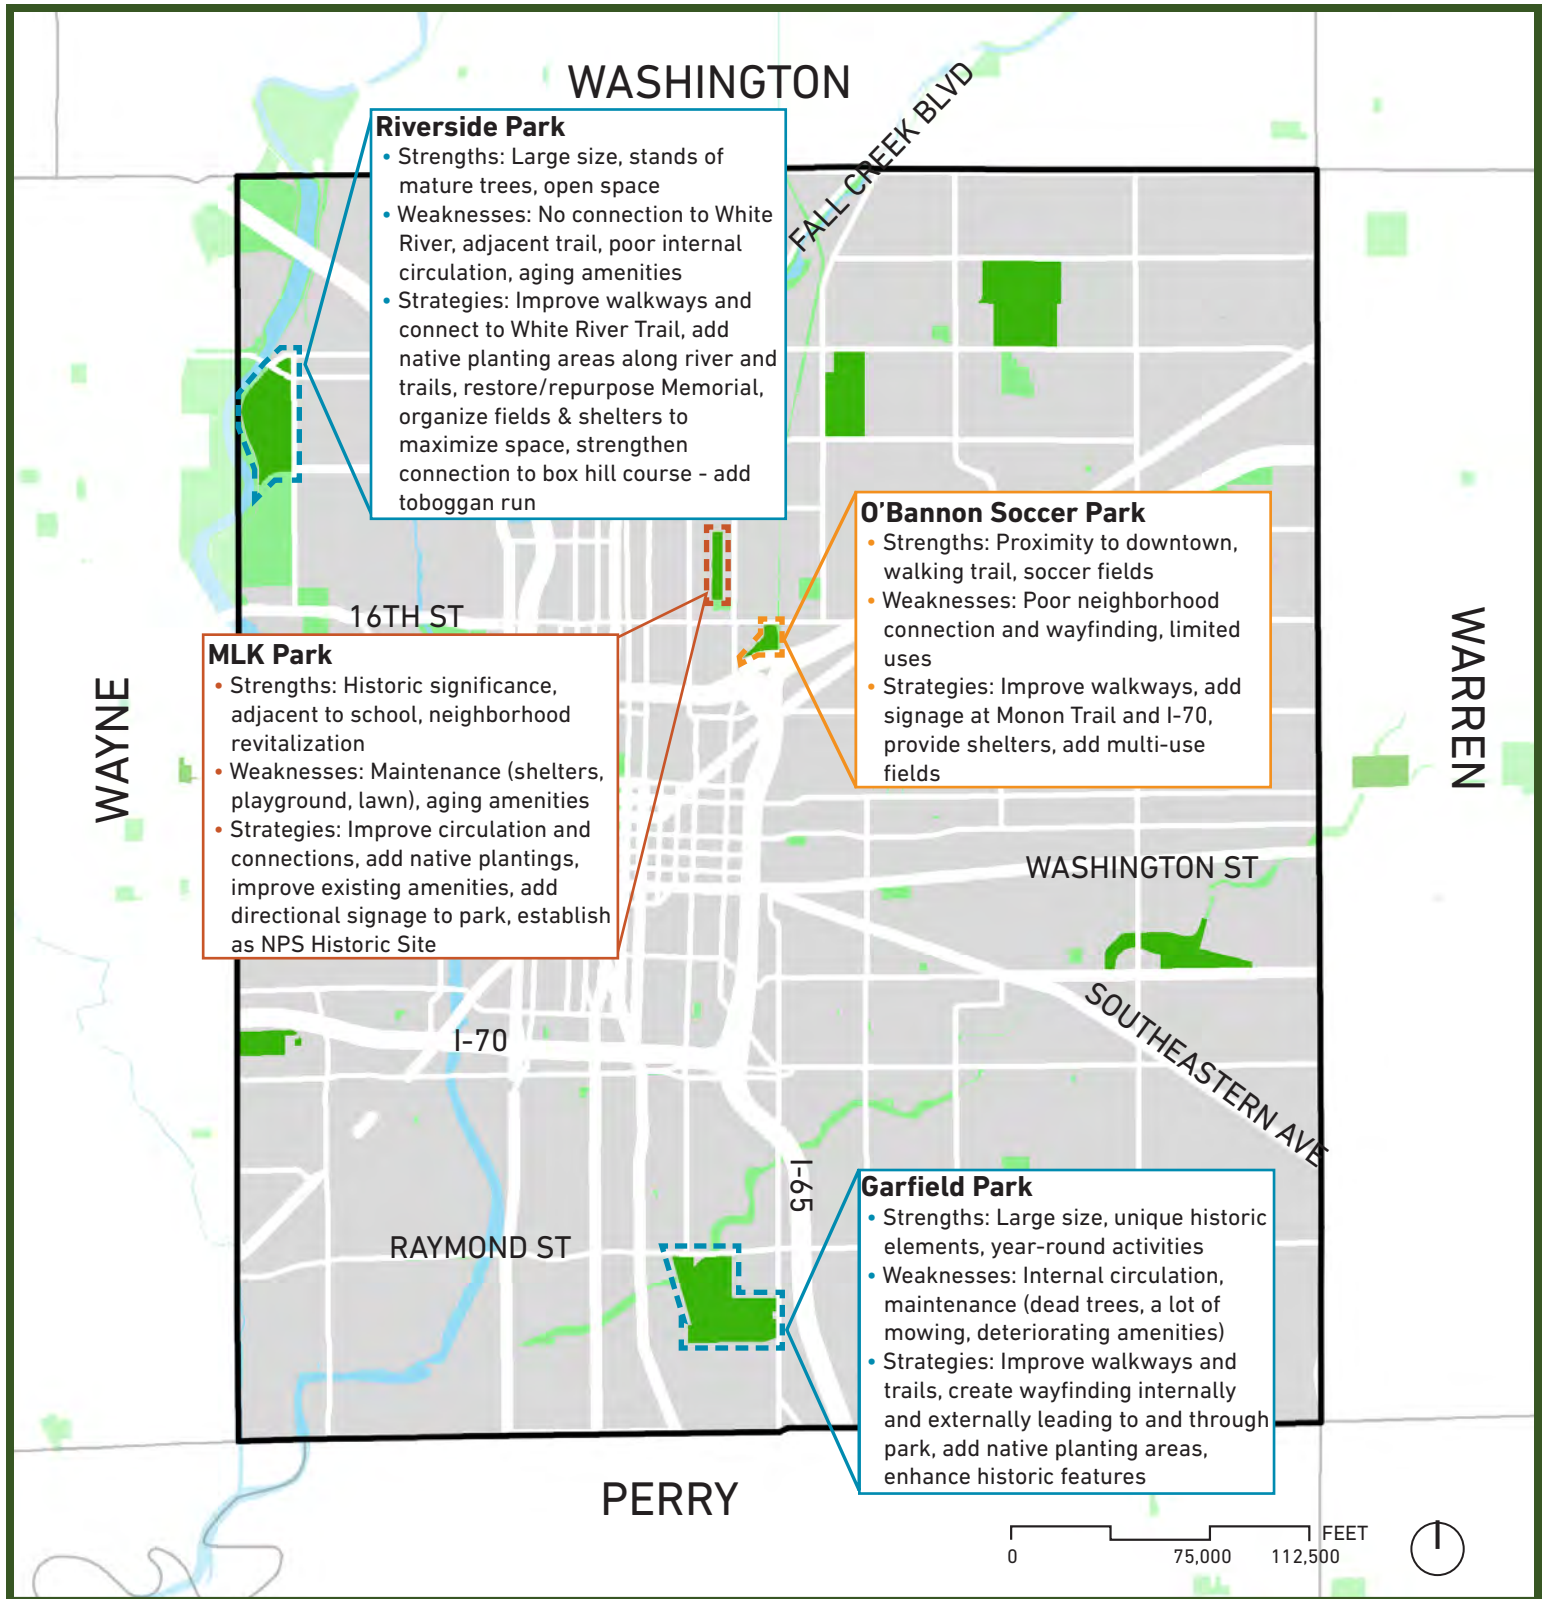 WASHINGTON
FALL CREEK BLVD
Riverside Park
• Strengths: Large size, stands of
mature trees, open space
• Weaknesses: No connection to White
River, adjacent trail, poor internal
circulation, aging amenities
• Strategies: Improve walkways and
connect to White River Trail, add
native planting areas along river and
trails, restore/repurpose Memorial,
organize fields & shelters to
maximize space, strengthen
connection to box hill course - add
toboggan run
O'Bannon Soccer Park
• Strengths: Proximity to downtown,
walking trail, soccer fields
• Weaknesses: Poor neighborhood
connection and wayfinding, limited
uses
• Strategies: Improve walkways, add
signage at Monon Trail and I-70,
provide shelters, add multi-use
fields
16TH ST
MLK Park
• Strengths: Historic significance,
adjacent to school, neighborhood
revitalization
• Weaknesses: Maintenance (shelters,
playground, lawn), aging amenities
• Strategies: Improve circulation and
connections, add native plantings,
improve existing amenities, add
directional signage to park, establish
as NPS Historic Site
WAYNE
WARREN
WASHINGTON ST
I-70
SOUTHEASTERN AVE
I-65
RAYMOND ST
Garfield Park
• Strengths: Large size, unique historic
elements, year-round activities
• Weaknesses: Internal circulation,
maintenance (dead trees, a lot of
mowing, deteriorating amenities)
• Strategies: Improve walkways and
trails, create wayfinding internally
and externally leading to and through
park, add native planting areas,
enhance historic features
PERRY
FEET
0 75,000 112,500